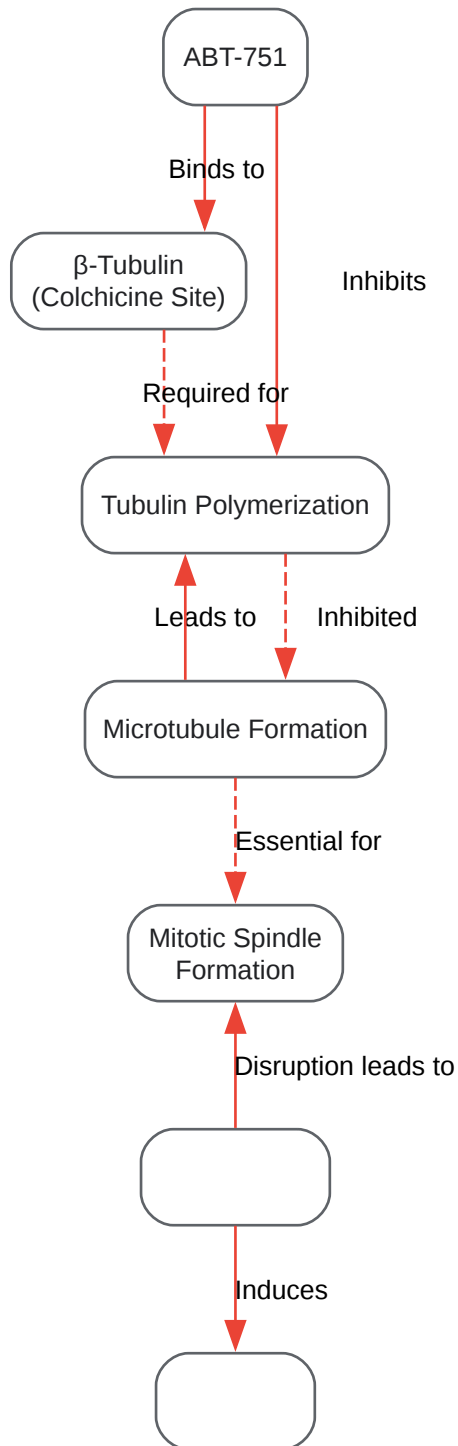 ABT-751
Binds to
β-Tubulin
(Colchicine Site)
Inhibits
Required for
Tubulin Polymerization
Leads to
Inhibited
Microtubule Formation
Essential for
Mitotic Spindle
Formation
Disruption leads to
Induces